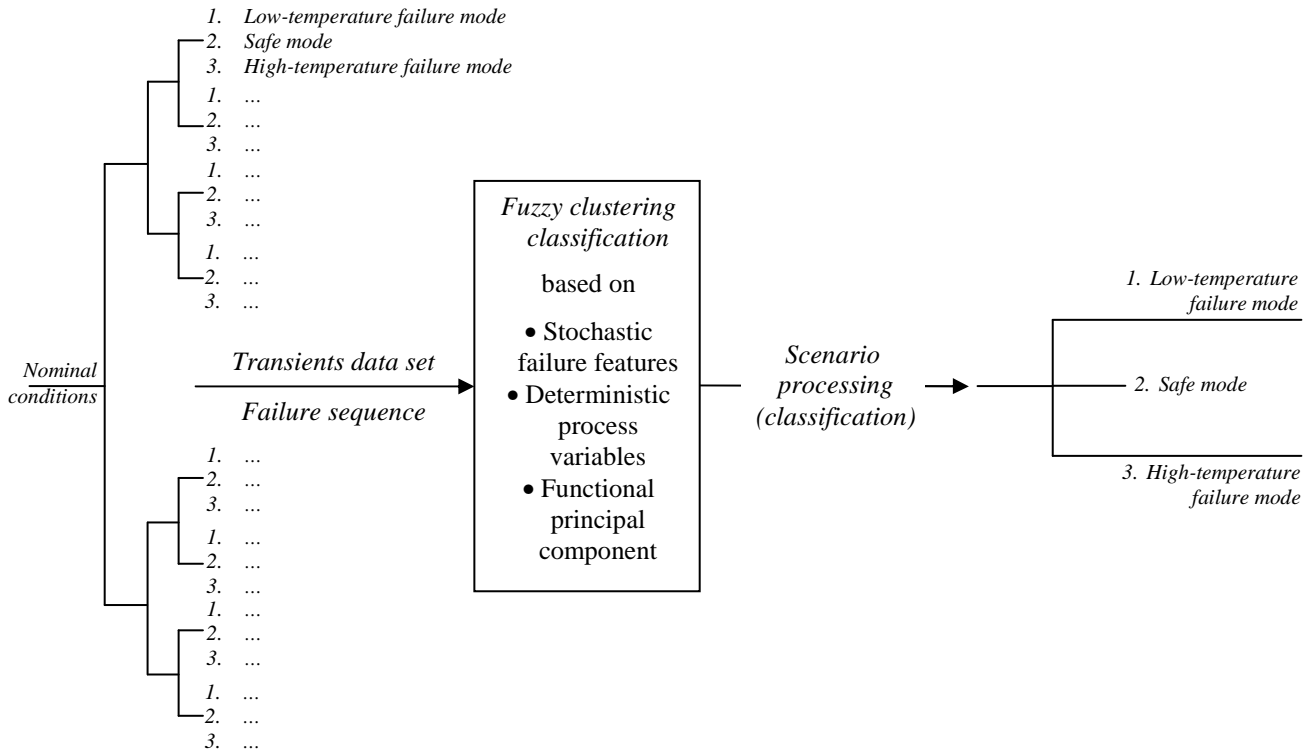 1. Low-temperature failure mode
2. Safe mode
3. High-temperature failure mode
1. ...
2. ...
3. ...
1. ...
2. ...
3. ...
1. ...
2. ...
3. ...
Nominal
conditions
Transients data set
Failure sequence
1. ...
2. ...
3. ...
1. ...
2. ...
3. ...
1. ...
2. ...
3. ...
1. ...
2. ...
3. ...
Fuzzy clustering
classification
based on
• Stochastic
failure features
• Deterministic
process
variables
• Functional
principal
component
Scenario
processing
(classification)
1. Low-temperature
failure mode
2. Safe mode
3. High-temperature
failure mode